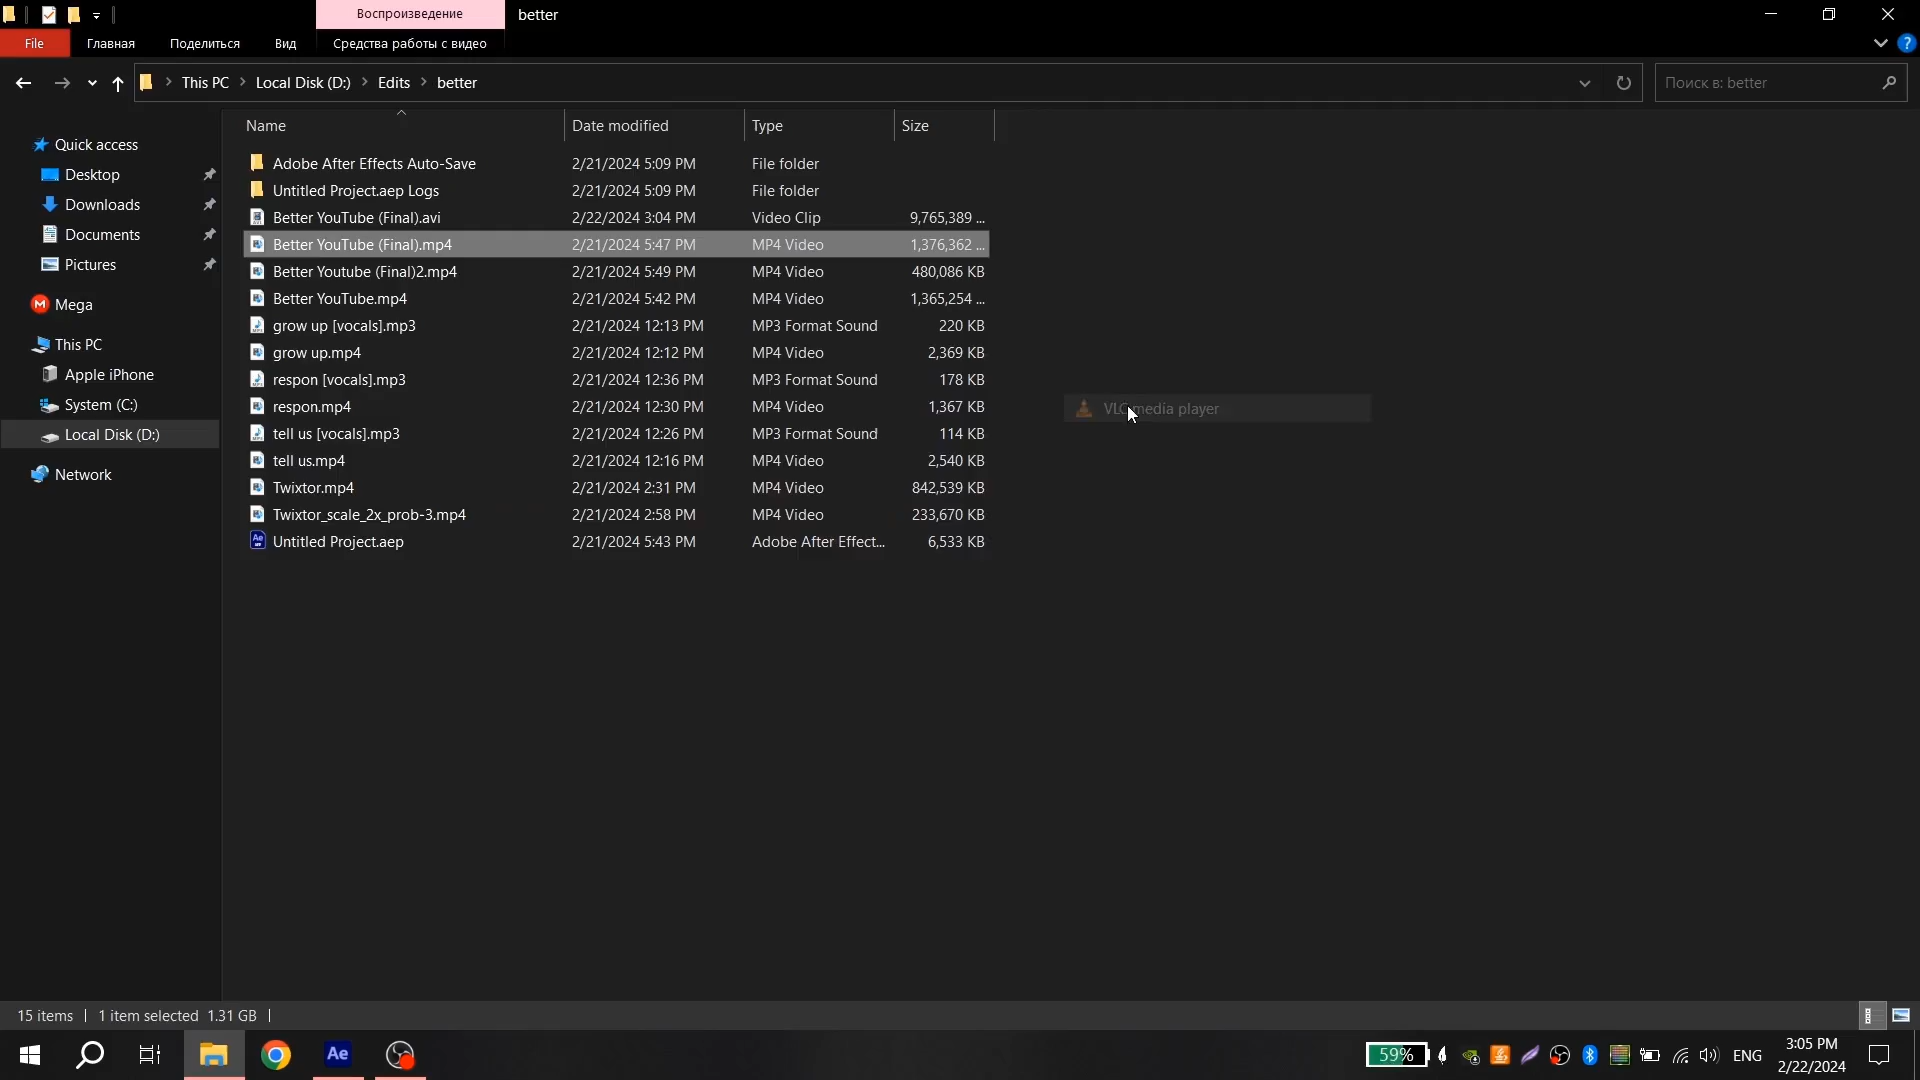 Воспроизведение
better
File
Главная
Поделиться
Вид
Средства работы с видео
This PC
Local Disk (D:)
Edits
better
Поиск в: better
Name
Date modified
Type
Size
Quick access
Desktop
Downloads
Documents
Pictures
Mega
This PC
Apple iPhone
System (C:)
Local Disk (D:)
Network
Adobe After Effects Auto-Save 2/21/2024 5:09 PM File folder
Untitled Project.aep Logs 2/21/2024 5:09 PM File folder
Better YouTube (Final).avi 2/22/2024 3:04 PM Video Clip 9,765,389 ...
Better YouTube (Final).mp4 2/21/2024 5:47 PM MP4 Video 1,376,362 ...
Better Youtube (Final)2.mp4 2/21/2024 5:49 PM MP4 Video 480,086 KB
Better YouTube.mp4 2/21/2024 5:42 PM MP4 Video 1,365,254 ...
grow up [vocals].mp3 2/21/2024 12:13 PM MP3 Format Sound 220 KB
grow up.mp4 2/21/2024 12:12 PM MP4 Video 2,369 KB
respon [vocals].mp3 2/21/2024 12:36 PM MP3 Format Sound 178 KB
respon.mp4 2/21/2024 12:30 PM MP4 Video 1,367 KB
tell us [vocals].mp3 2/21/2024 12:26 PM MP3 Format Sound 114 KB
tell us.mp4 2/21/2024 12:16 PM MP4 Video 2,540 KB
Twixtor.mp4 2/21/2024 2:31 PM MP4 Video 842,539 KB
Twixtor_scale_2x_prob-3.mp4 2/21/2024 2:58 PM MP4 Video 233,670 KB
Untitled Project.aep 2/21/2024 5:43 PM Adobe After Effect... 6,533 KB
VLC media player
15 items
1 item selected 1.31 GB
Ae
59%
ENG
3:05 PM
2/22/2024